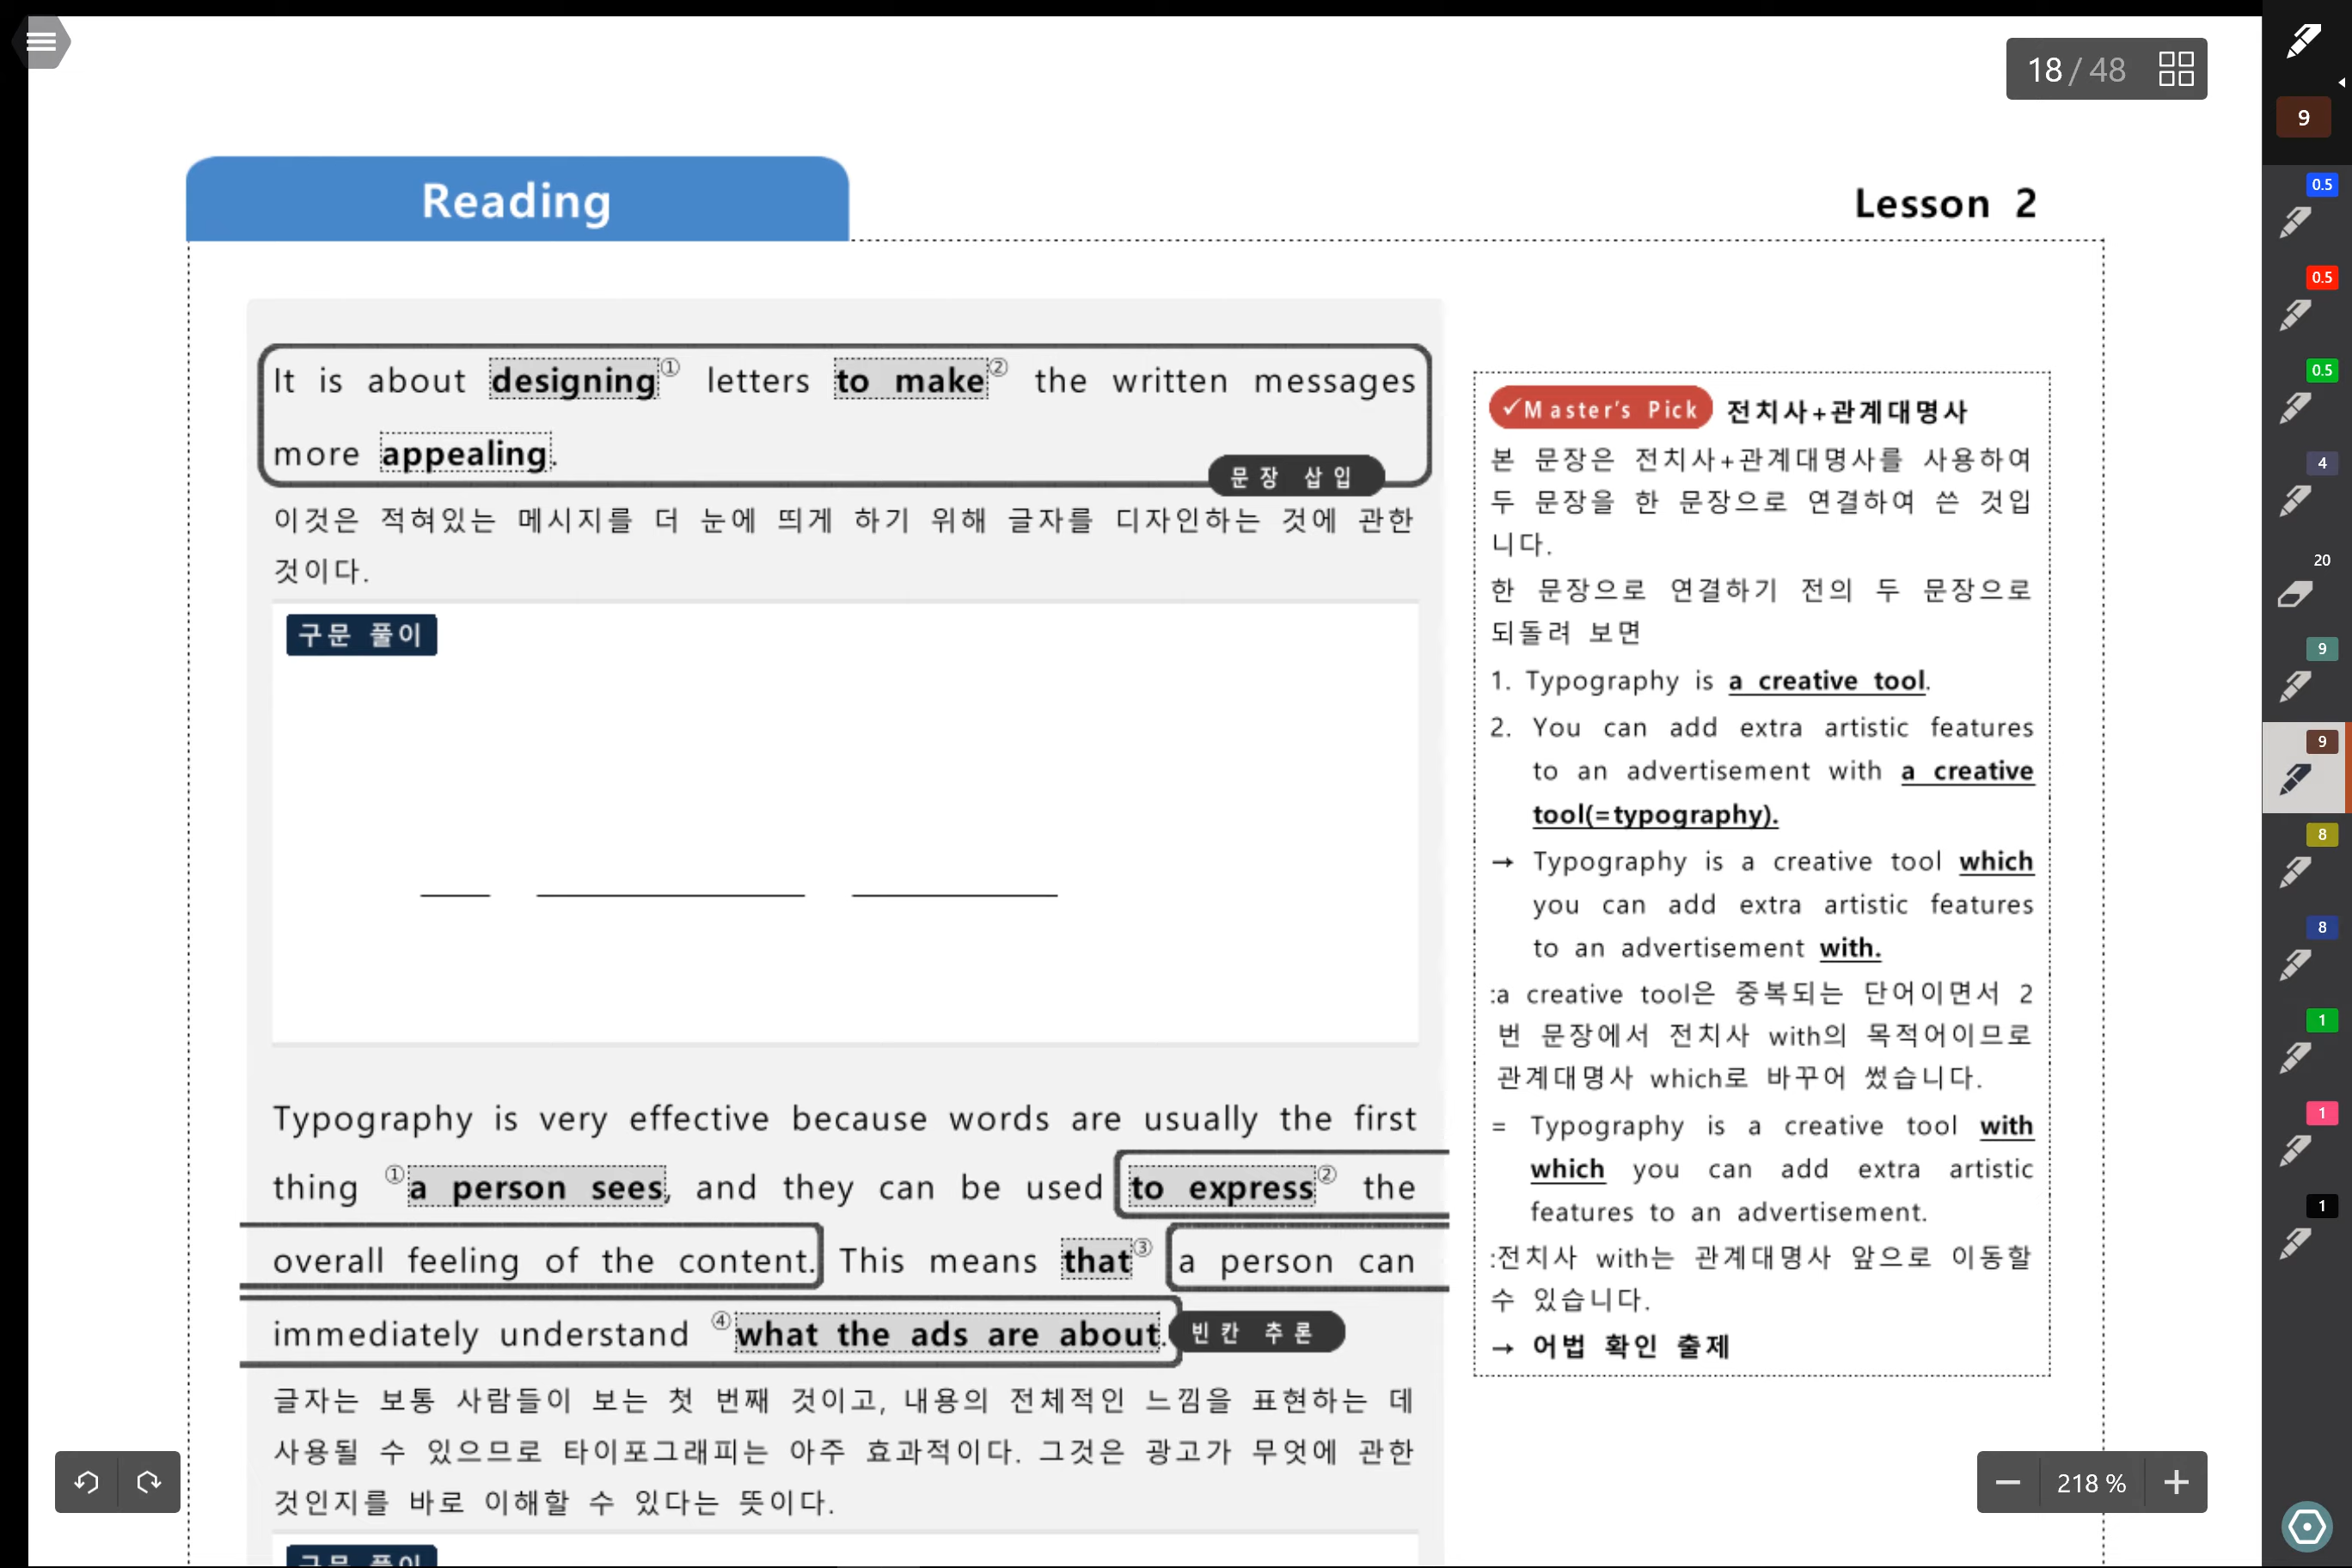 18 / 48
Reading
Lesson 2
It is about designing① letters to make② the written messages
more appealing.
문장 삽입
이것은 적혀있는 메시지를 더 눈에 띄게 하기 위해 글자를 디자인하는 것에 관한
것이다.
구문 풀이
Typography is very effective because words are usually the first
thing ①a person sees, and they can be used to express② the
overall feeling of the content. This means that③ a person can
immediately understand ④what the ads are about. 빈칸 추론
글자는 보통 사람들이 보는 첫 번째 것이고, 내용의 전체적인 느낌을 표현하는 데
사용될 수 있으므로 타이포그래피는 아주 효과적이다. 그것은 광고가 무엇에 관한
것인지를 바로 이해할 수 있다는 뜻이다.
구문 풀이
✓Master's Pick 전치사+관계대명사
본 문장은 전치사+관계대명사를 사용하여
두 문장을 한 문장으로 연결하여 쓴 것입
니다.
한 문장으로 연결하기 전의 두 문장으로
되돌려 보면
1. Typography is a creative tool.
2. You can add extra artistic features
to an advertisement with a creative
tool(=typography).
→ Typography is a creative tool which
you can add extra artistic features
to an advertisement with.
:a creative tool은 중복되는 단어이면서 2
번 문장에서 전치사 with의 목적어이므로
관계대명사 which로 바꾸어 썼습니다.
= Typography is a creative tool with
which you can add extra artistic
features to an advertisement.
:전치사 with는 관계대명사 앞으로 이동할
수 있습니다.
→ 어법 확인 출제
218 %
9
0.5
0.5
0.5
4
20
9
9
8
8
1
1
1